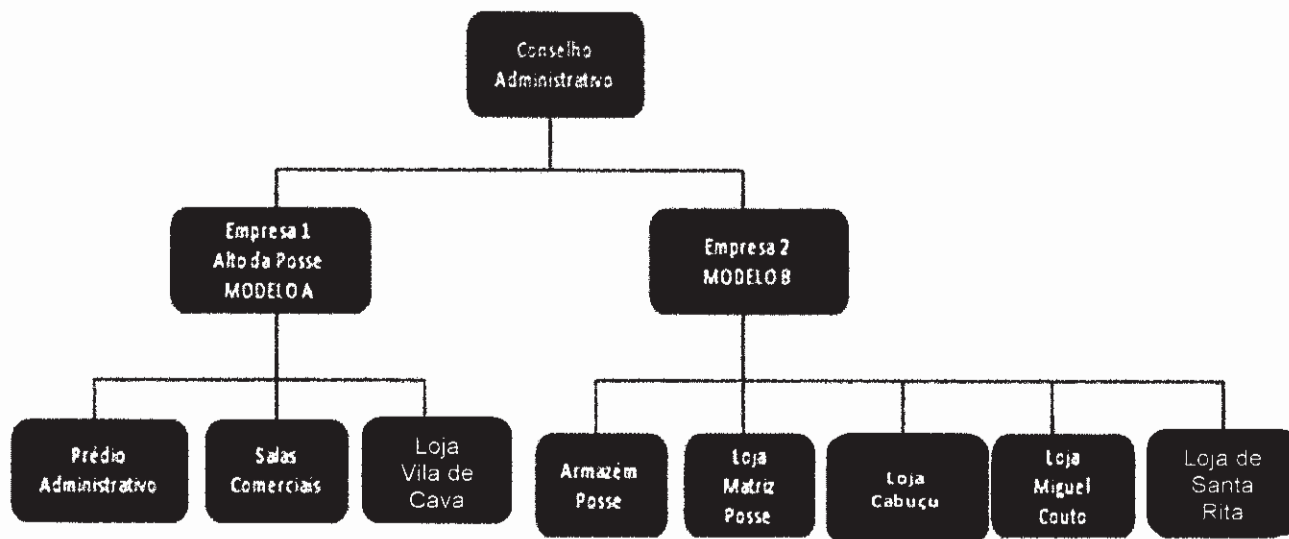 Conselho
Administrativo
Empresa 1
Alto da Posse
MODELO A
Empresa 2
MODELO B
Prédio
Administrativo
Salas
Comerciais
Loja
Vila de
Cava
Armazém
Posse
Loja
Matriz
Posse
Loja
Cabuçu
Loja
Miguel
Couto
Loja de
Santa
Rita